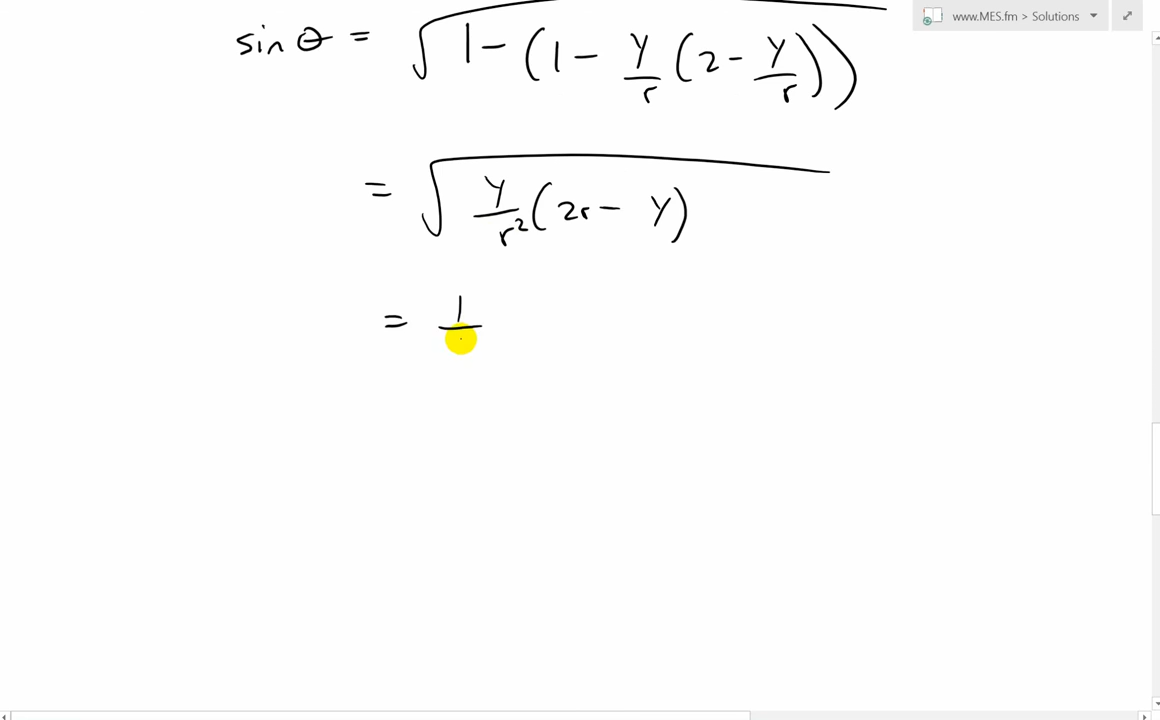 www.MES.fm > Solutions
sin θ = √(1 - (1 - y/r (2 - y/r)))
= √(y/r² (2r - y))
= 1/